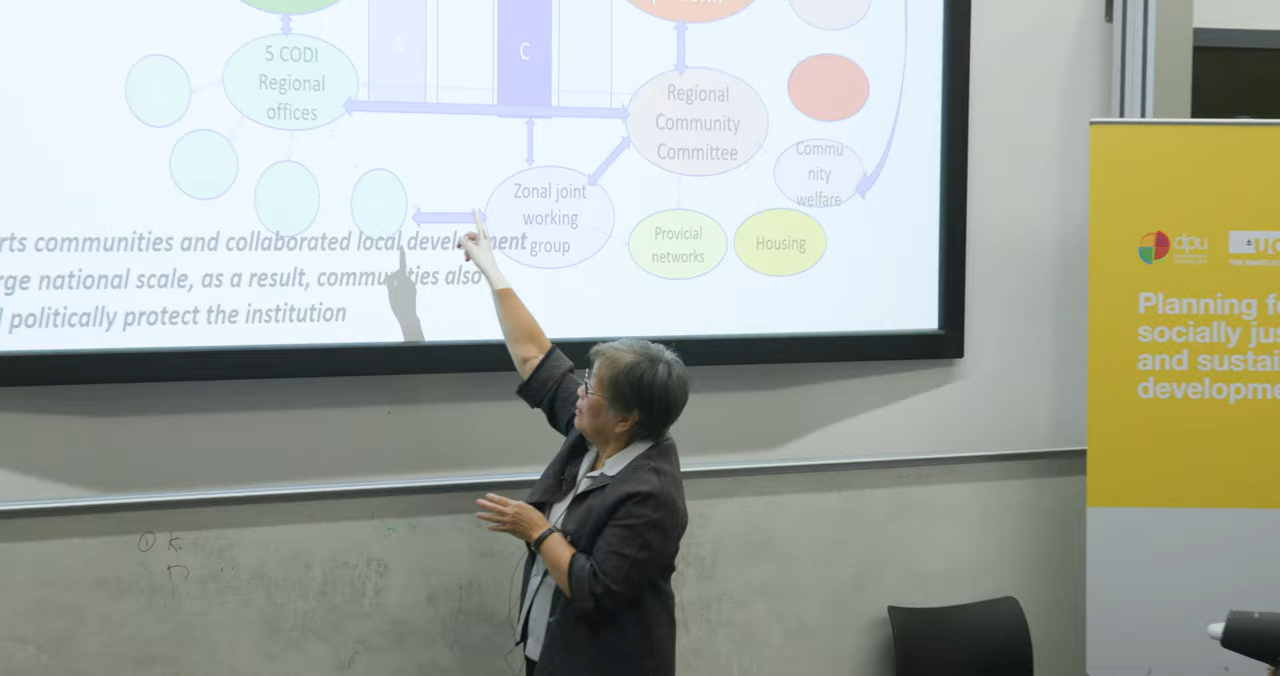 C
5 CODI
Regional
offices
Regional
Community
Committee
Commu
nity
welfare
Zonal joint
working
group
Provicial
networks
Housing
rts communities and collaborated local development
rge national scale, as a result, communities also
politically protect the institution
dpu
Planning f
socially jus
and sustai
developme